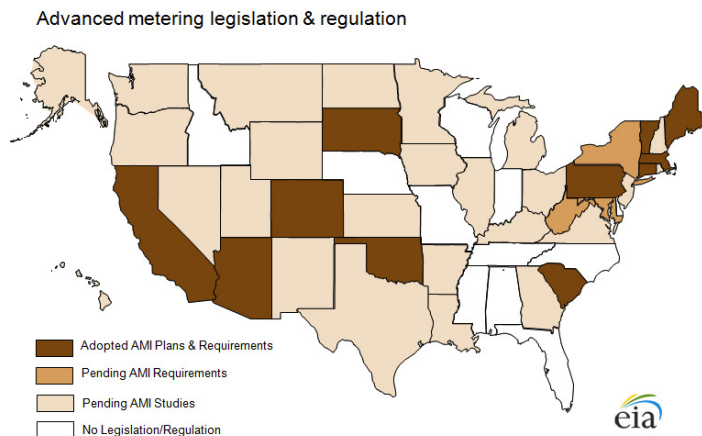 Advanced metering legislation & regulation
Adopted AMI Plans & Requirements
Pending AMI Requirements
Pending AMI Studies
No Legislation/Regulation
eia